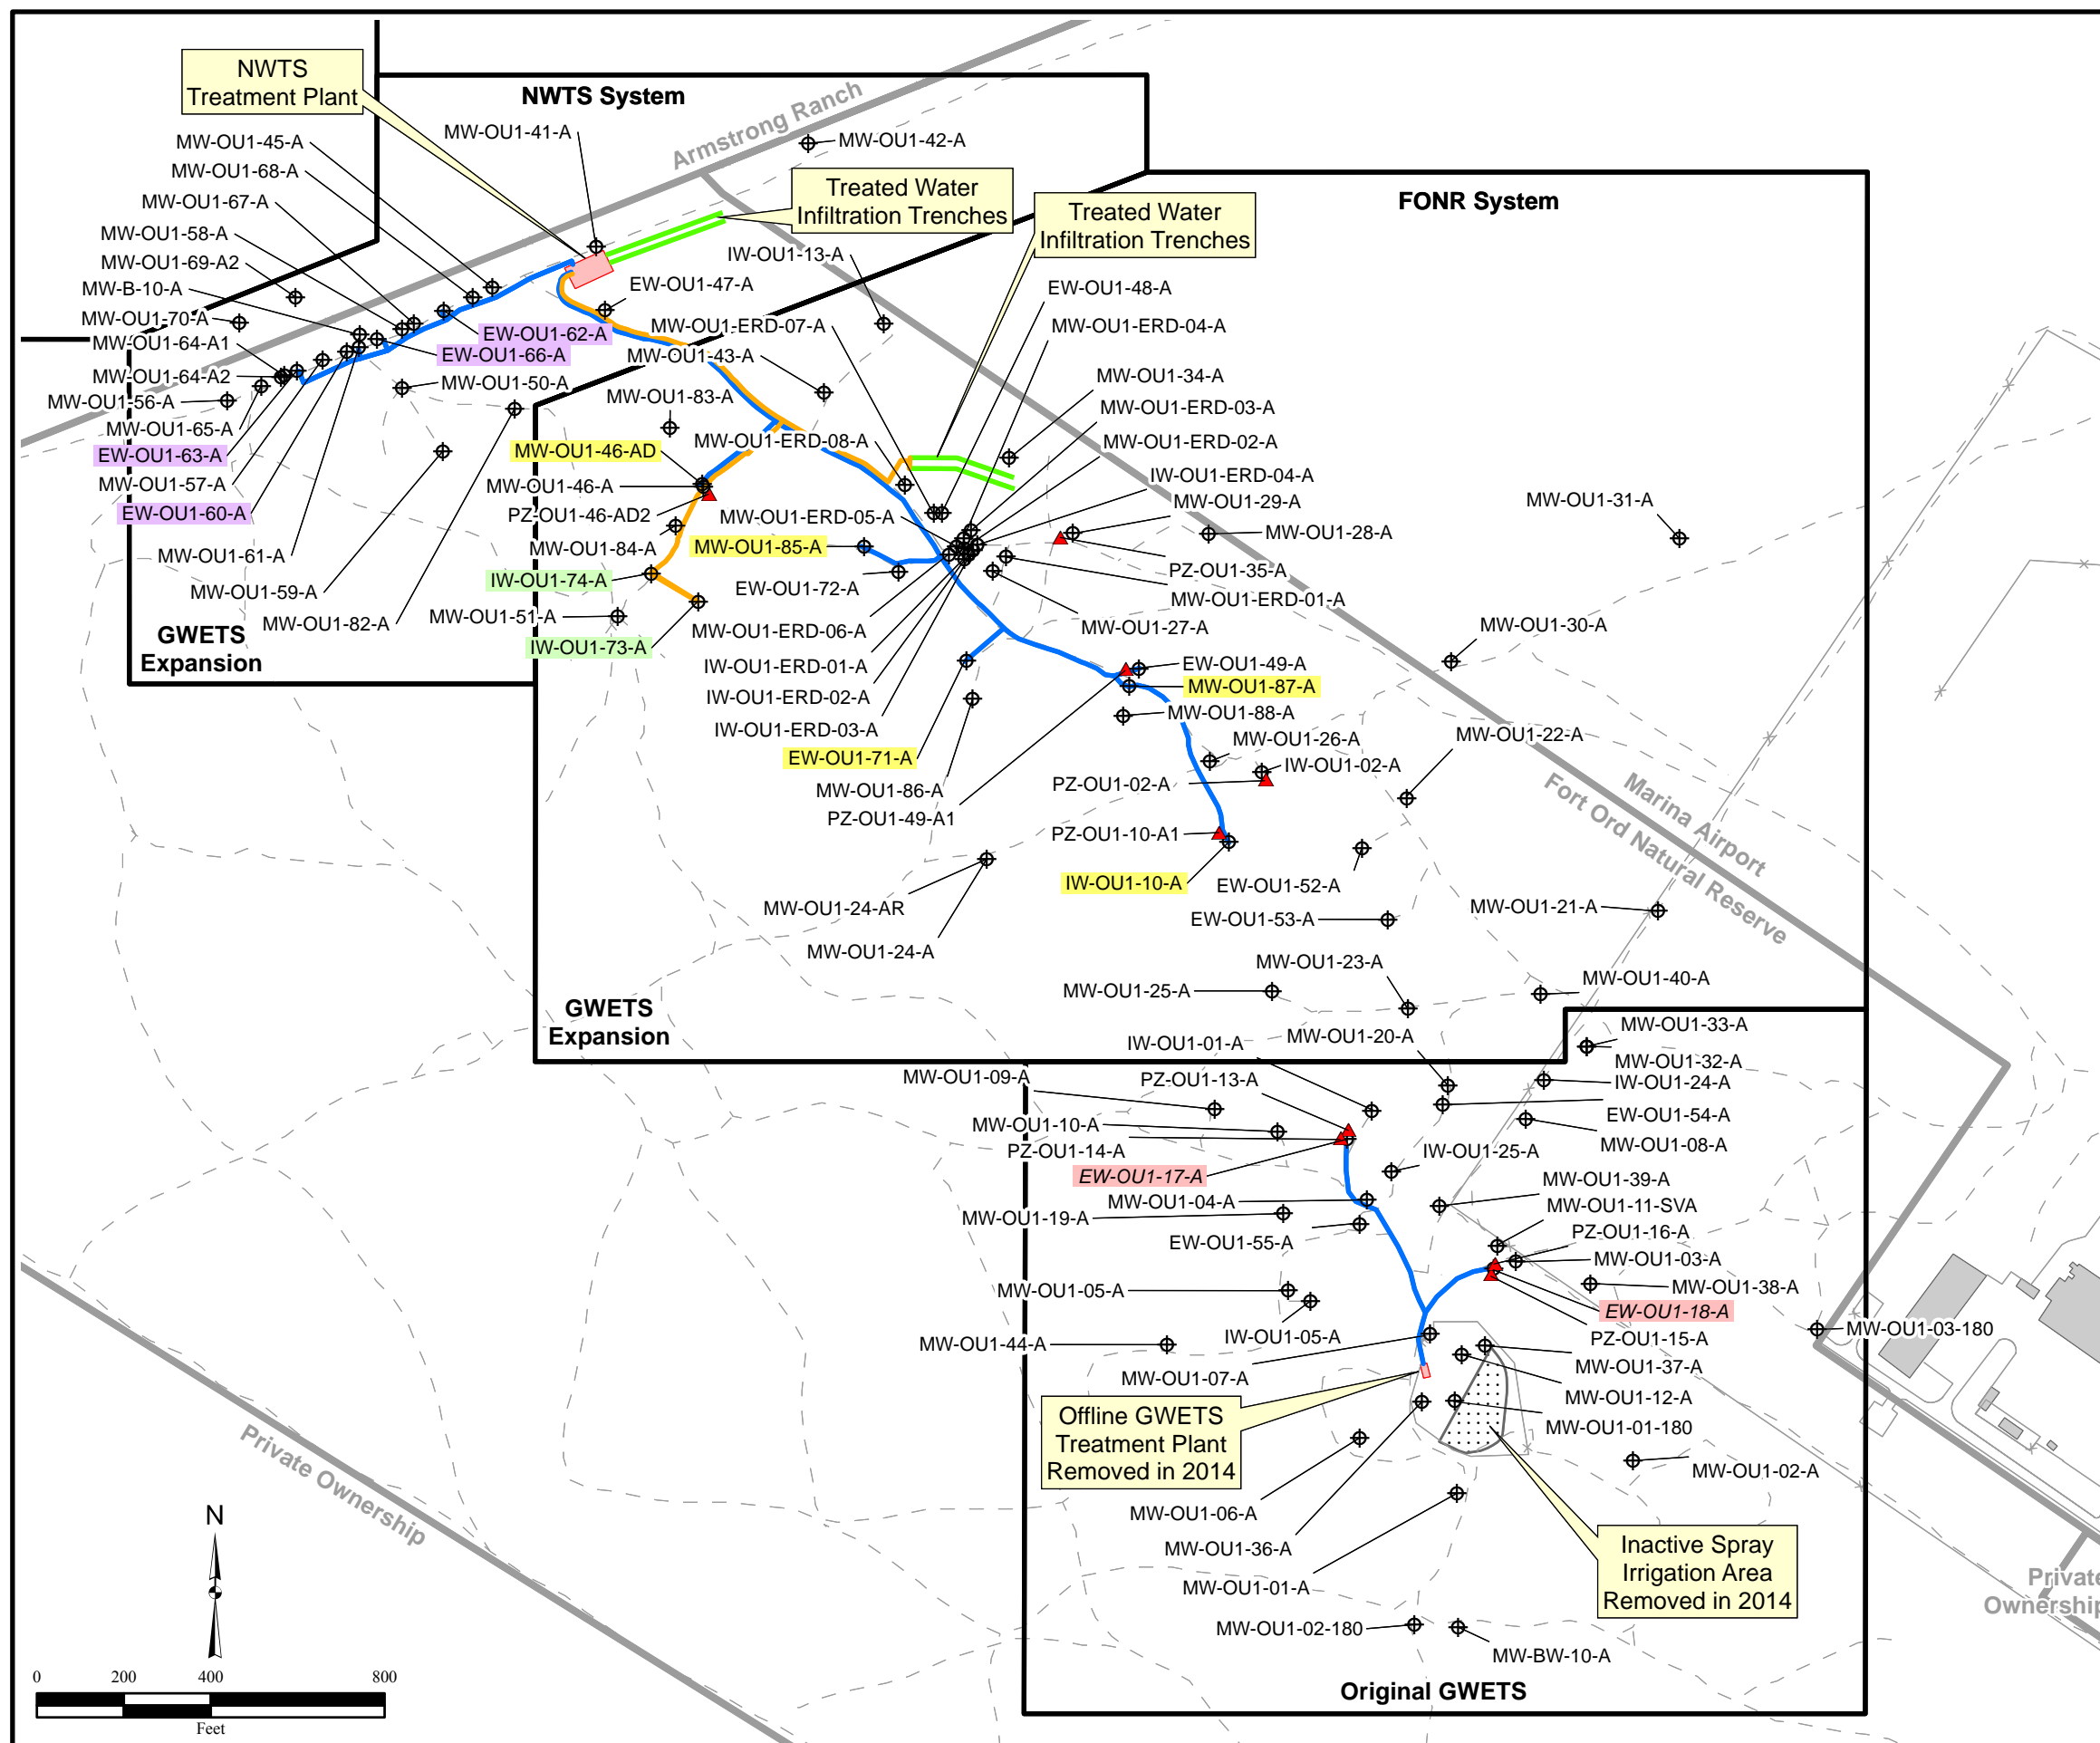 NWTS
Treatment Plant
NWTS System
MW-OU1-41-A
Armstrong Ranch
MW-OU1-42-A
MW-OU1-45-A
MW-OU1-68-A
MW-OU1-67-A
MW-OU1-58-A
MW-OU1-69-A2
MW-B-10-A
MW-OU1-70-A
MW-OU1-64-A1
MW-OU1-64-A2
MW-OU1-56-A
MW-OU1-65-A
EW-OU1-63-A
MW-OU1-57-A
EW-OU1-60-A
MW-OU1-61-A
MW-OU1-59-A
MW-OU1-82-A
GWETS
Expansion
EW-OU1-62-A
EW-OU1-66-A
MW-OU1-50-A
Treated Water
Infiltration Trenches
Treated Water
Infiltration Trenches
FONR System
IW-OU1-13-A
EW-OU1-47-A
EW-OU1-48-A
MW-OU1-ERD-07-A
MW-OU1-ERD-04-A
MW-OU1-43-A
MW-OU1-34-A
MW-OU1-83-A
MW-OU1-ERD-03-A
MW-OU1-ERD-08-A
MW-OU1-ERD-02-A
MW-OU1-46-AD
IW-OU1-ERD-04-A
MW-OU1-46-A
MW-OU1-29-A
PZ-OU1-46-AD2
MW-OU1-ERD-05-A
MW-OU1-28-A
MW-OU1-31-A
MW-OU1-84-A
MW-OU1-85-A
PZ-OU1-35-A
IW-OU1-74-A
EW-OU1-72-A
MW-OU1-ERD-01-A
MW-OU1-51-A
MW-OU1-ERD-06-A
MW-OU1-27-A
MW-OU1-30-A
IW-OU1-73-A
IW-OU1-ERD-01-A
EW-OU1-49-A
MW-OU1-87-A
IW-OU1-ERD-02-A
MW-OU1-88-A
IW-OU1-ERD-03-A
MW-OU1-26-A
MW-OU1-22-A
EW-OU1-71-A
IW-OU1-02-A
MW-OU1-86-A
PZ-OU1-02-A
PZ-OU1-49-A1
PZ-OU1-10-A1
Marina Airport
Fort Ord Natural Reserve
IW-OU1-10-A
EW-OU1-52-A
MW-OU1-24-AR
EW-OU1-53-A
MW-OU1-21-A
MW-OU1-24-A
MW-OU1-23-A
MW-OU1-25-A
MW-OU1-40-A
GWETS
Expansion
MW-OU1-33-A
IW-OU1-01-A
MW-OU1-20-A
MW-OU1-32-A
MW-OU1-09-A
PZ-OU1-13-A
IW-OU1-24-A
EW-OU1-54-A
MW-OU1-10-A
MW-OU1-08-A
PZ-OU1-14-A
IW-OU1-25-A
EW-OU1-17-A
MW-OU1-39-A
MW-OU1-04-A
MW-OU1-11-SVA
MW-OU1-19-A
PZ-OU1-16-A
EW-OU1-55-A
MW-OU1-03-A
MW-OU1-05-A
MW-OU1-38-A
EW-OU1-18-A
IW-OU1-05-A
PZ-OU1-15-A
MW-OU1-03-180
MW-OU1-44-A
MW-OU1-37-A
MW-OU1-07-A
MW-OU1-12-A
MW-OU1-01-180
Offline GWETS
Treatment Plant
Removed in 2014
MW-OU1-02-A
MW-OU1-06-A
MW-OU1-36-A
MW-OU1-01-A
Inactive Spray
Irrigation Area
Removed in 2014
MW-OU1-02-180
MW-BW-10-A
Original GWETS
Private Ownership
Private
Ownership
N
0 200 400 800
Feet